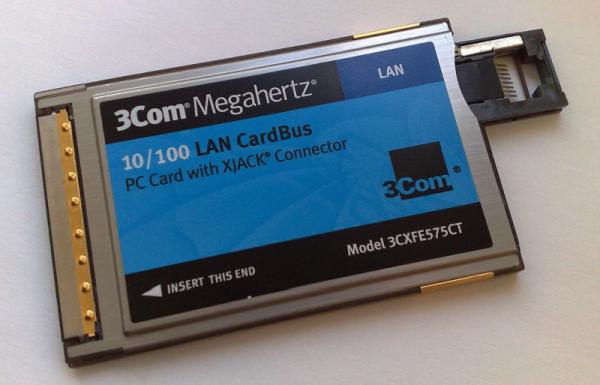 3Com® Megahertz®
LAN
10/100 LAN CardBus
PC Card with XJACK® Connector
3Com®
Model 3CXFE575CT
INSERT THIS END